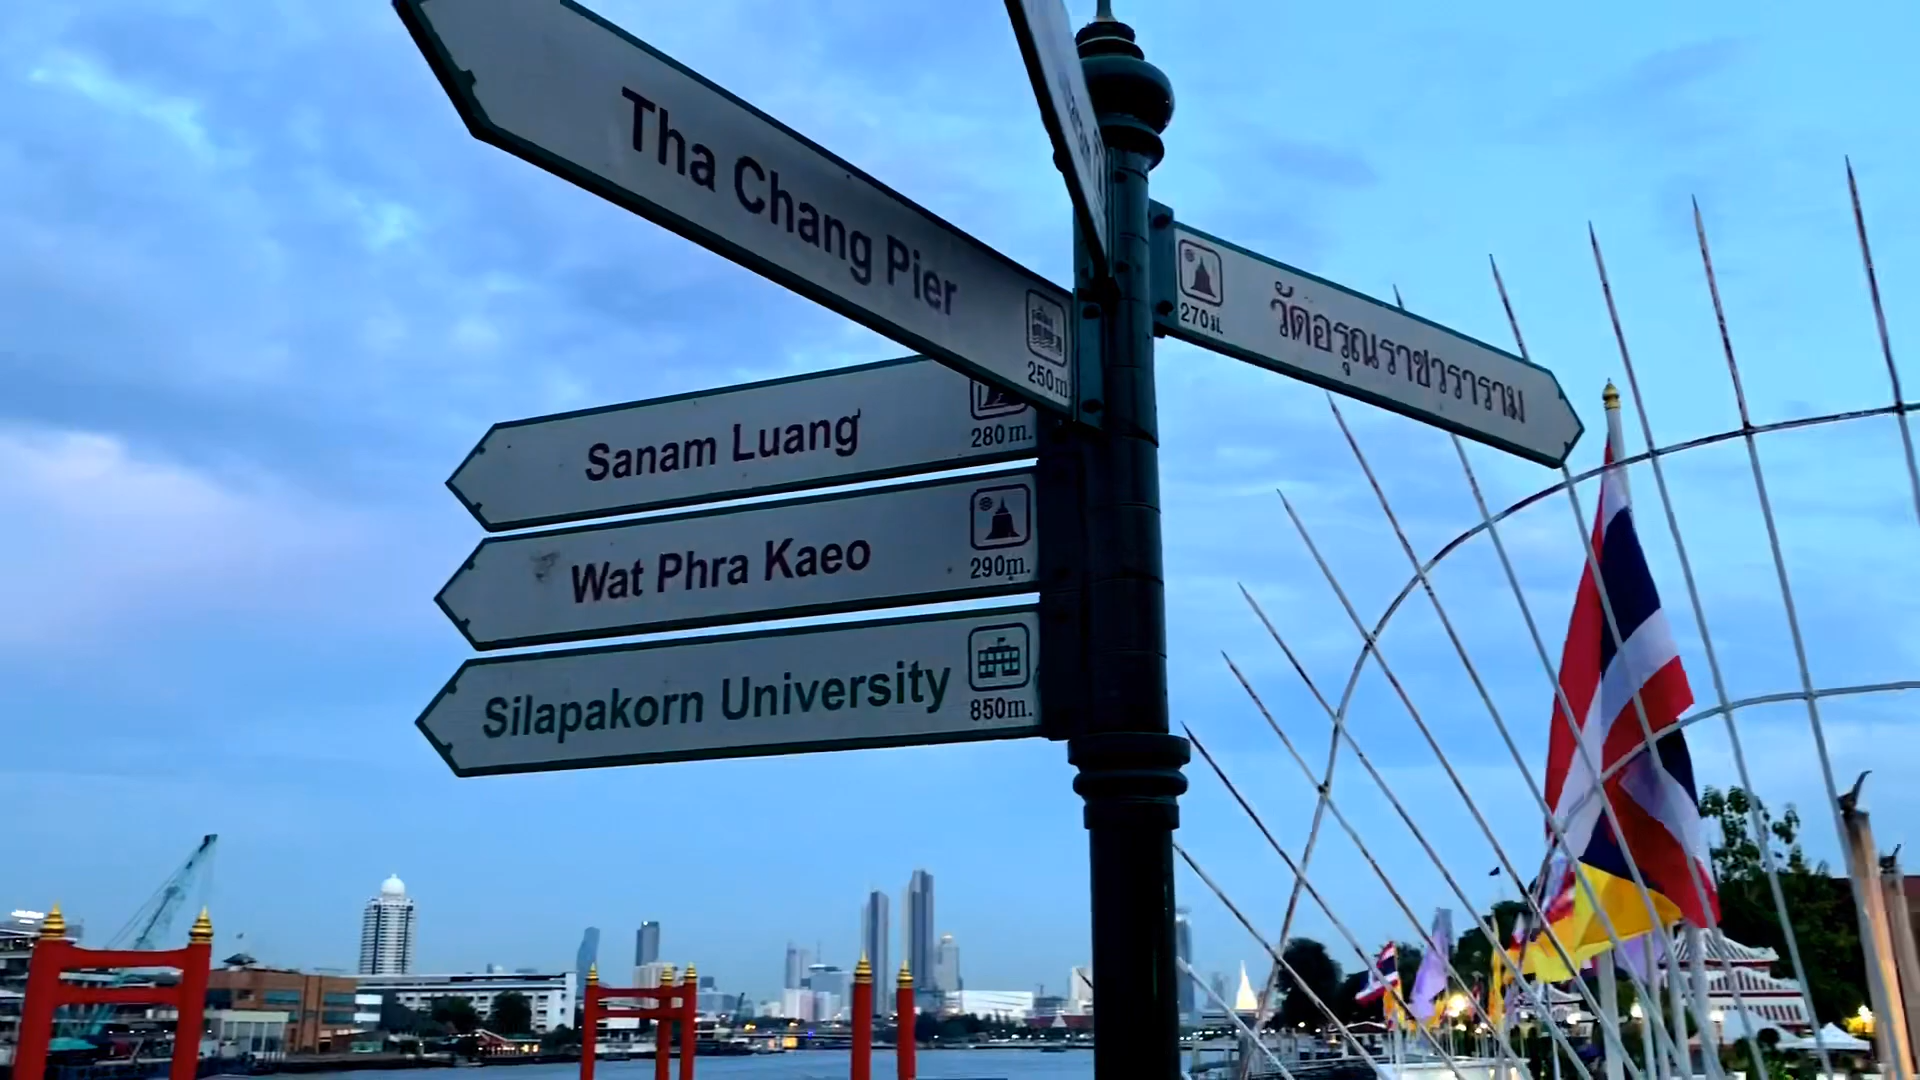 Tha Chang Pier
250m
270ม.
วัดอรุณราชวราราม
Sanam Luang
280m.
Wat Phra Kaeo
290m.
Silapakorn University
850m.